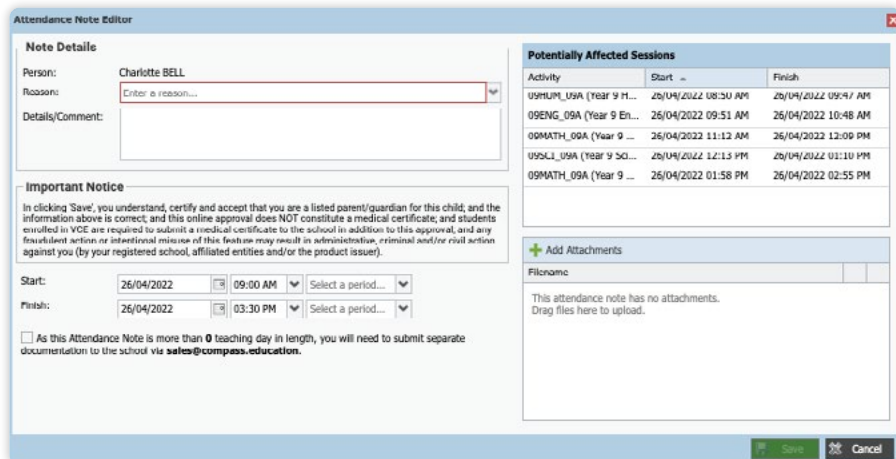 Attendance Note Editor
Note Details
Person: Charlotte BELL
Reason: Enter a reason...
Details/Comment:
Important Notice
In clicking 'Save', you understand, certify and accept that you are a listed parent/guardian for this child; and the
information above is correct; and this online approval does NOT constitute a medical certificate; and students
enrolled in VCE are required to submit a medical certificate to the school in addition to this approval, and any
fraudulent action or intentional misuse of this feature may result in administrative, criminal and/or civil action
against you (by your registered school, affiliated entities and/or the product issuer).
Start: 26/04/2022 09:00 AM Select a period...
Finish: 26/04/2022 03:30 PM Select a period...
As this Attendance Note is more than 0 teaching day in length, you will need to submit separate
documentation to the school via sales@compass.education.
Potentially Affected Sessions
Activity Start Finish
09HUM_09A (Year 9 H... 26/04/2022 08:50 AM 26/04/2022 09:47 AM
09ENG_09A (Year 9 En... 26/04/2022 09:51 AM 26/04/2022 10:48 AM
09MATH_09A (Year 9 ... 26/04/2022 11:12 AM 26/04/2022 12:09 PM
09SCI_09A (Year 9 Sci... 26/04/2022 12:13 PM 26/04/2022 01:10 PM
09MATH_09A (Year 9 ... 26/04/2022 01:58 PM 26/04/2022 02:55 PM
Add Attachments
Filename
This attendance note has no attachments.
Drag files here to upload.
Save Cancel